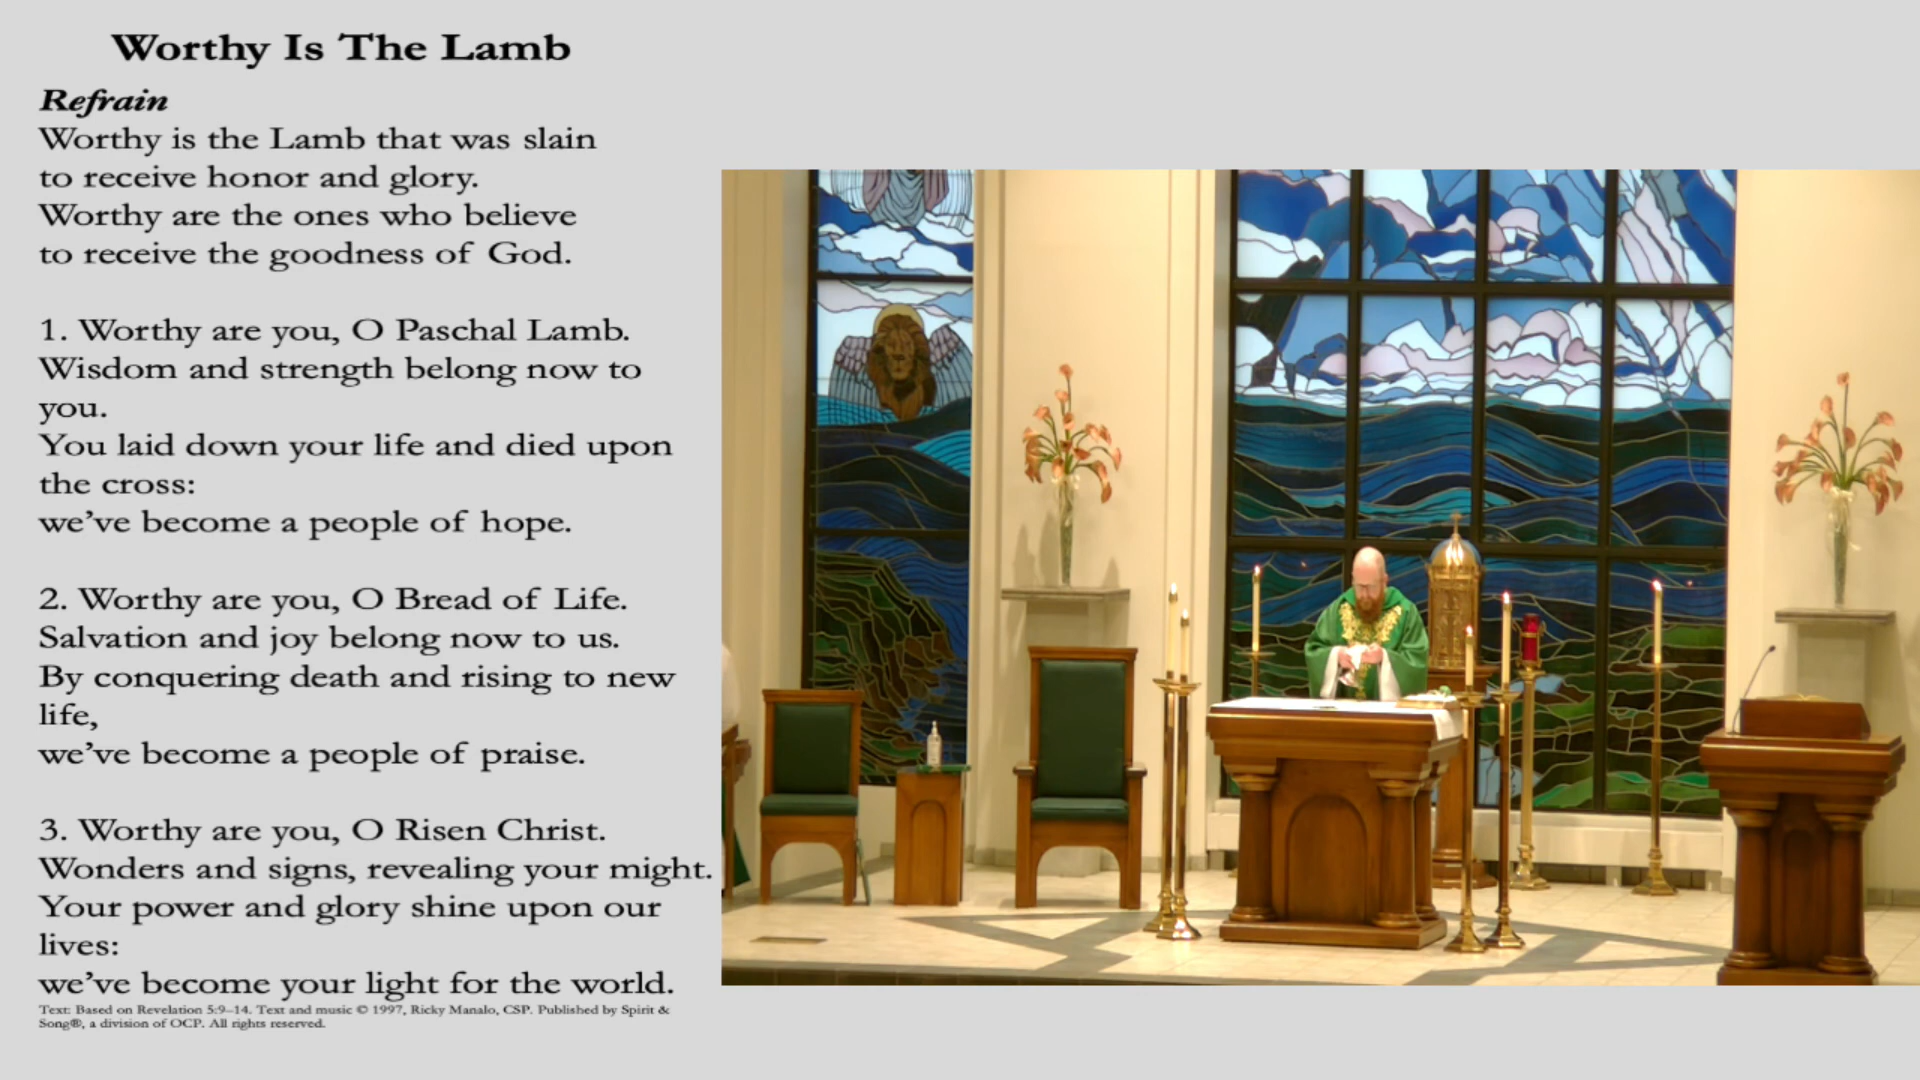 Worthy Is The Lamb
Refrain
Worthy is the Lamb that was slain
to receive honor and glory.
Worthy are the ones who believe
to receive the goodness of God.
1. Worthy are you, O Paschal Lamb.
Wisdom and strength belong now to
you.
You laid down your life and died upon
the cross:
we’ve become a people of hope.
2. Worthy are you, O Bread of Life.
Salvation and joy belong now to us.
By conquering death and rising to new
life,
we’ve become a people of praise.
3. Worthy are you, O Risen Christ.
Wonders and signs, revealing your might.
Your power and glory shine upon our
lives:
we’ve become your light for the world.
Text: Based on Revelation 5:9–14. Text and music © 1997, Ricky Manalo, CSP. Published by Spirit &
Song®, a division of OCP. All rights reserved.